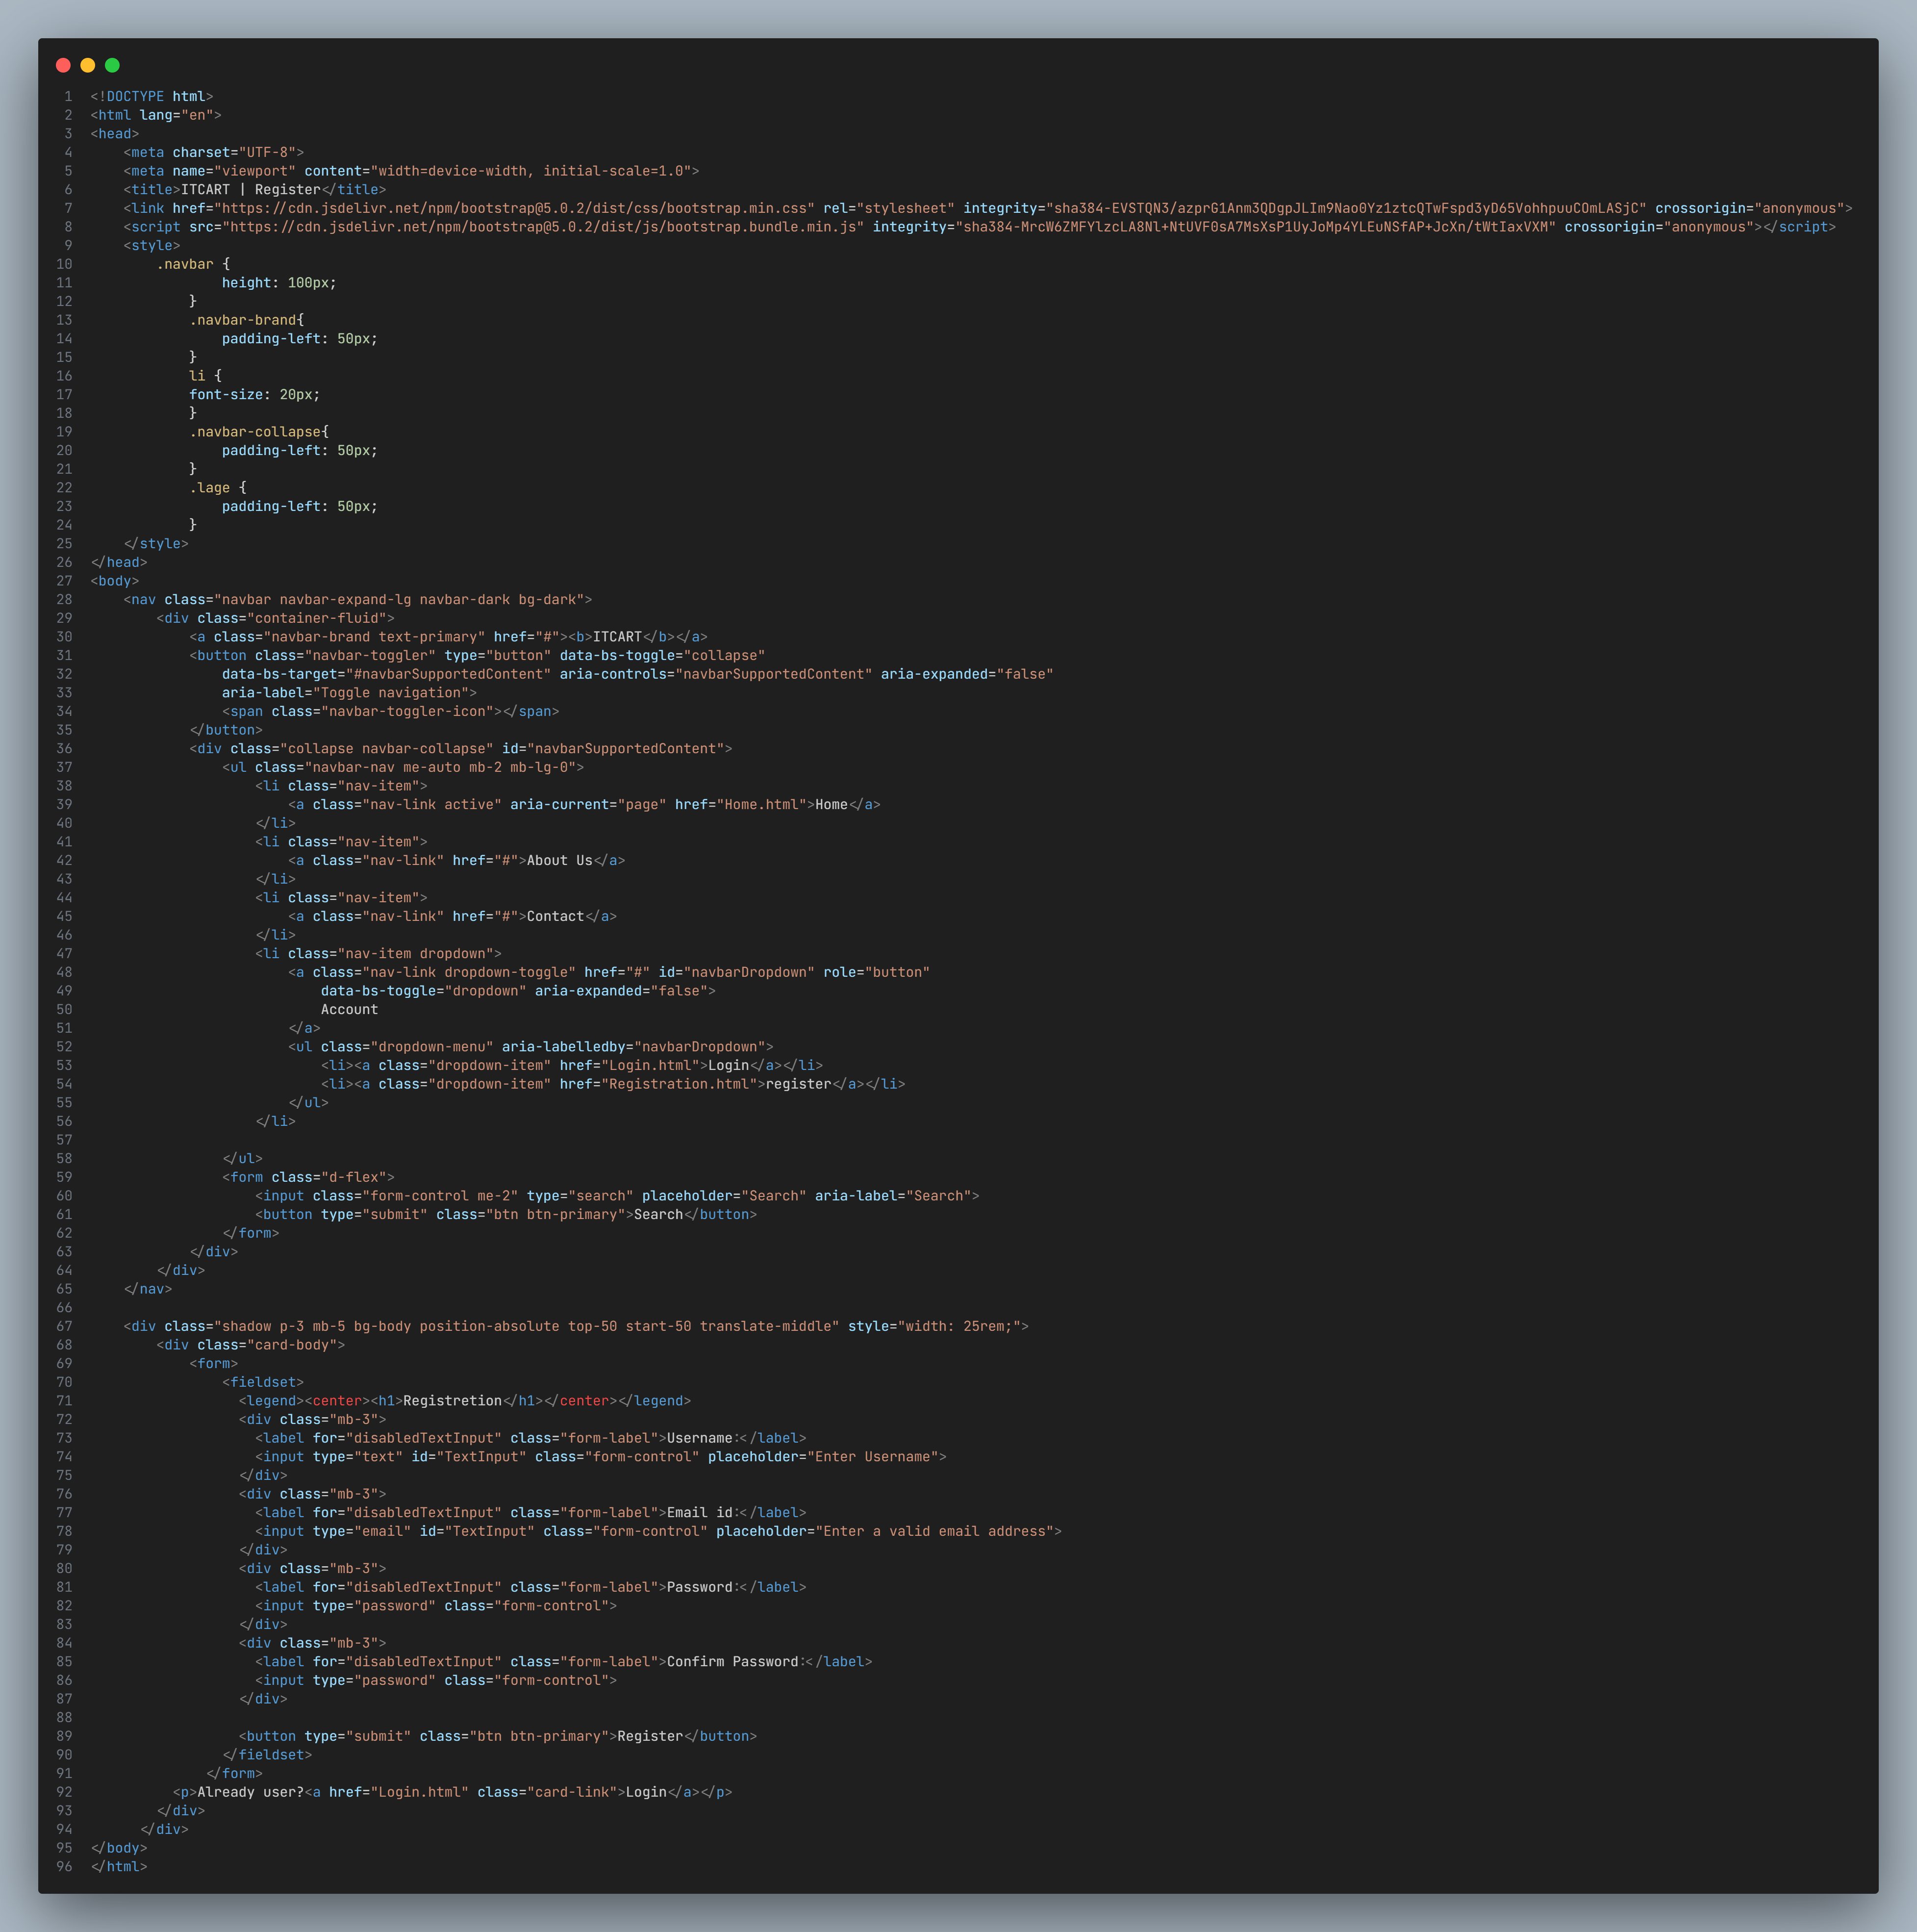 1 <!DOCTYPE html>
2 <html lang="en">
3 <head>
4     <meta charset="UTF-8">
5     <meta name="viewport" content="width=device-width, initial-scale=1.0">
6     <title>ITCART | Register</title>
7     <link href="https://cdn.jsdelivr.net/npm/bootstrap@5.0.2/dist/css/bootstrap.min.css" rel="stylesheet" integrity="sha384-EVSTQN3/azprG1Anm3QDgpJLIm9Nao0Yz1ztcQTwFspd3yD65VohhpuuCOmLASjC" crossorigin="anonymous">
8     <script src="https://cdn.jsdelivr.net/npm/bootstrap@5.0.2/dist/js/bootstrap.bundle.min.js" integrity="sha384-MrcW6ZMFYlzcLA8Nl+NtUVF0sA7MsXsP1UyJoMp4YLEuNSfAP+JcXn/tWtIaxVXM" crossorigin="anonymous"></script>
9     <style>
10         .navbar {
11                 height: 100px;
12             }
13             .navbar-brand{
14                 padding-left: 50px;
15             }
16             li {
17             font-size: 20px;
18             }
19             .navbar-collapse{
20                 padding-left: 50px;
21             }
22             .lage {
23                 padding-left: 50px;
24             }
25     </style>
26 </head>
27 <body>
28     <nav class="navbar navbar-expand-lg navbar-dark bg-dark">
29         <div class="container-fluid">
30             <a class="navbar-brand text-primary" href="#"><b>ITCART</b></a>
31             <button class="navbar-toggler" type="button" data-bs-toggle="collapse"
32                 data-bs-target="#navbarSupportedContent" aria-controls="navbarSupportedContent" aria-expanded="false"
33                 aria-label="Toggle navigation">
34                 <span class="navbar-toggler-icon"></span>
35             </button>
36             <div class="collapse navbar-collapse" id="navbarSupportedContent">
37                 <ul class="navbar-nav me-auto mb-2 mb-lg-0">
38                     <li class="nav-item">
39                         <a class="nav-link active" aria-current="page" href="Home.html">Home</a>
40                     </li>
41                     <li class="nav-item">
42                         <a class="nav-link" href="#">About Us</a>
43                     </li>
44                     <li class="nav-item">
45                         <a class="nav-link" href="#">Contact</a>
46                     </li>
47                     <li class="nav-item dropdown">
48                         <a class="nav-link dropdown-toggle" href="#" id="navbarDropdown" role="button"
49                             data-bs-toggle="dropdown" aria-expanded="false">
50                             Account
51                         </a>
52                         <ul class="dropdown-menu" aria-labelledby="navbarDropdown">
53                             <li><a class="dropdown-item" href="Login.html">Login</a></li>
54                             <li><a class="dropdown-item" href="Registration.html">register</a></li>
55                         </ul>
56                     </li>
57
58                 </ul>
59                 <form class="d-flex">
60                     <input class="form-control me-2" type="search" placeholder="Search" aria-label="Search">
61                     <button type="submit" class="btn btn-primary">Search</button>
62                 </form>
63             </div>
64         </div>
65     </nav>
66
67     <div class="shadow p-3 mb-5 bg-body position-absolute top-50 start-50 translate-middle" style="width: 25rem;">
68         <div class="card-body">
69             <form>
70                 <fieldset>
71                   <legend><center><h1>Registretion</h1></center></legend>
72                   <div class="mb-3">
73                     <label for="disabledTextInput" class="form-label">Username:</label>
74                     <input type="text" id="TextInput" class="form-control" placeholder="Enter Username">
75                   </div>
76                   <div class="mb-3">
77                     <label for="disabledTextInput" class="form-label">Email id:</label>
78                     <input type="email" id="TextInput" class="form-control" placeholder="Enter a valid email address">
79                   </div>
80                   <div class="mb-3">
81                     <label for="disabledTextInput" class="form-label">Password:</label>
82                     <input type="password" class="form-control">
83                   </div>
84                   <div class="mb-3">
85                     <label for="disabledTextInput" class="form-label">Confirm Password:</label>
86                     <input type="password" class="form-control">
87                   </div>
88
89                   <button type="submit" class="btn btn-primary">Register</button>
90                 </fieldset>
91               </form>
92           <p>Already user?<a href="Login.html" class="card-link">Login</a></p>
93         </div>
94       </div>
95 </body>
96 </html>